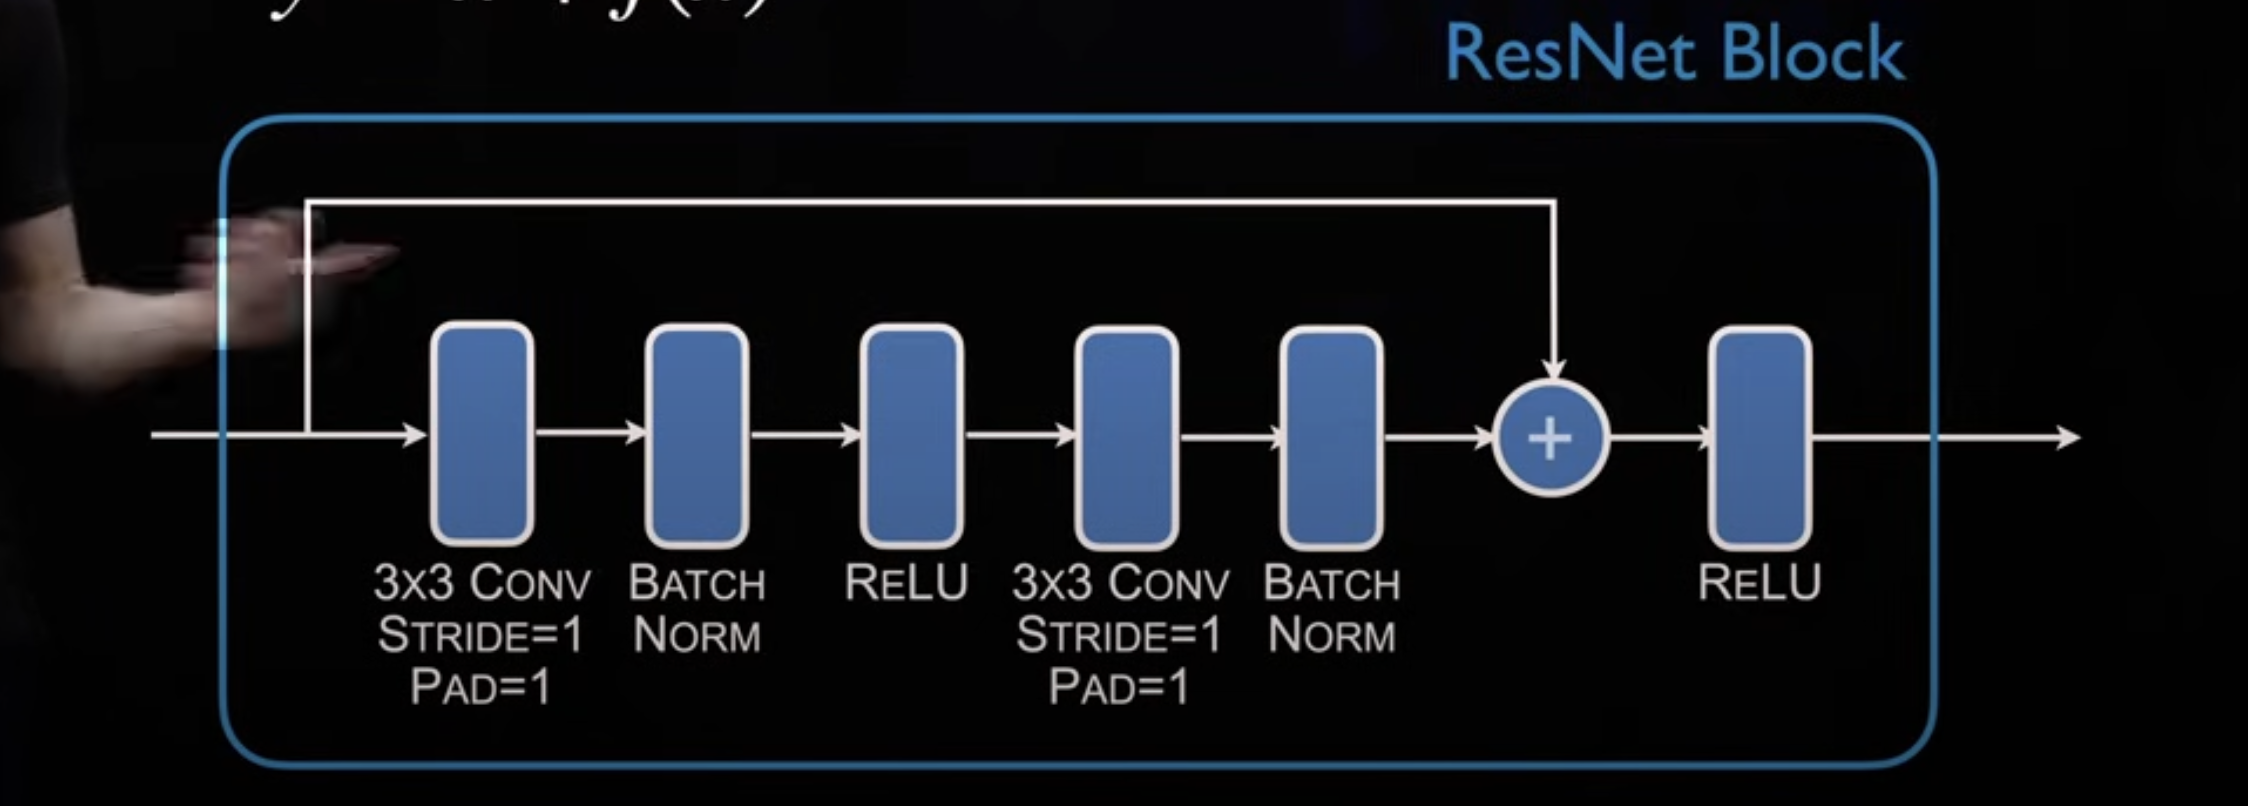 ResNet Block
+
3x3 CONV
STRIDE=1
PAD=1
BATCH
NORM
RELU
3x3 CONV
STRIDE=1
PAD=1
BATCH
NORM
RELU